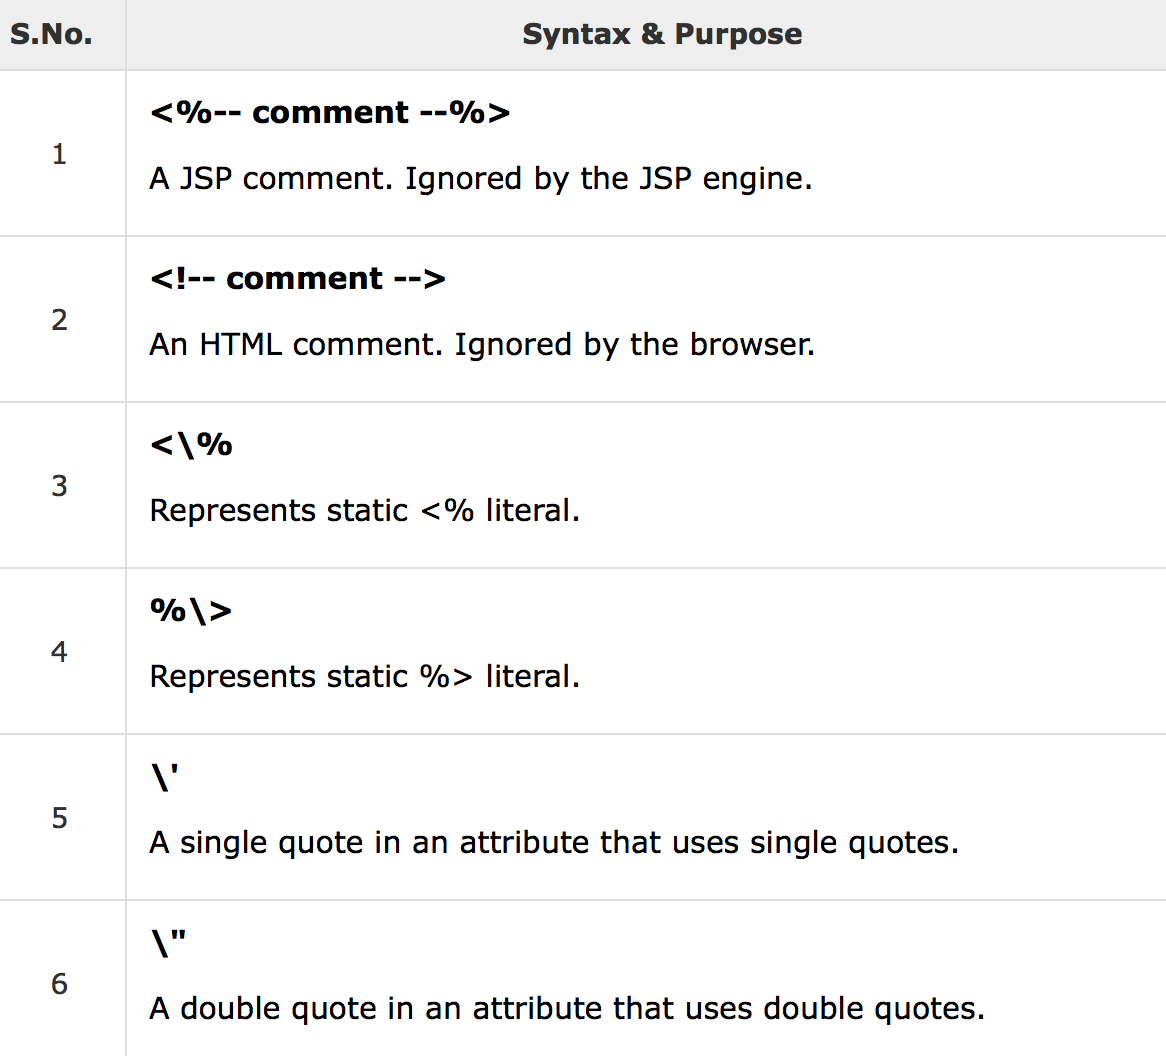 S.No. Syntax & Purpose
<%-- comment --%>
1
A JSP comment. Ignored by the JSP engine.
<!-- comment -->
2
An HTML comment. Ignored by the browser.
<\%
3
Represents static <% literal.
%\>
4
Represents static %> literal.
\'
5
A single quote in an attribute that uses single quotes.
\"
6
A double quote in an attribute that uses double quotes.